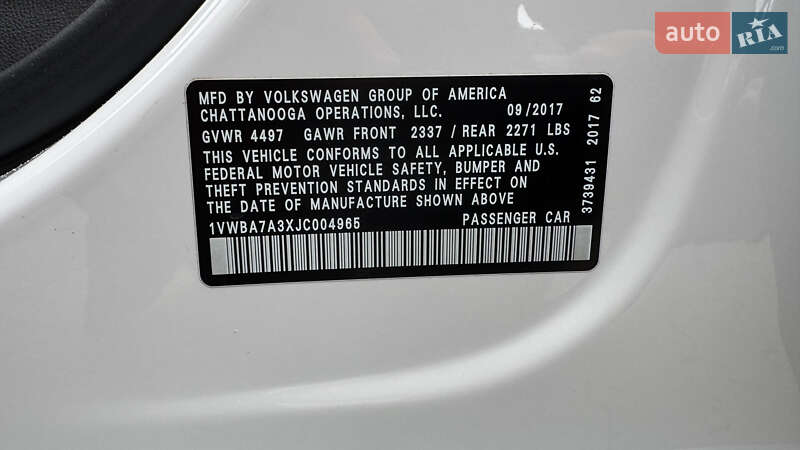 auto RIA .com
MFD BY VOLKSWAGEN GROUP OF AMERICA
CHATTANOOGA OPERATIONS, LLC. 09/2017
GVWR 4497 GAWR FRONT 2337 / REAR 2271 LBS
THIS VEHICLE CONFORMS TO ALL APPLICABLE U.S.
FEDERAL MOTOR VEHICLE SAFETY, BUMPER AND
THEFT PREVENTION STANDARDS IN EFFECT ON
THE DATE OF MANUFACTURE SHOWN ABOVE
1VWBA7A3XJC004965 PASSENGER CAR
3739431 2017 62